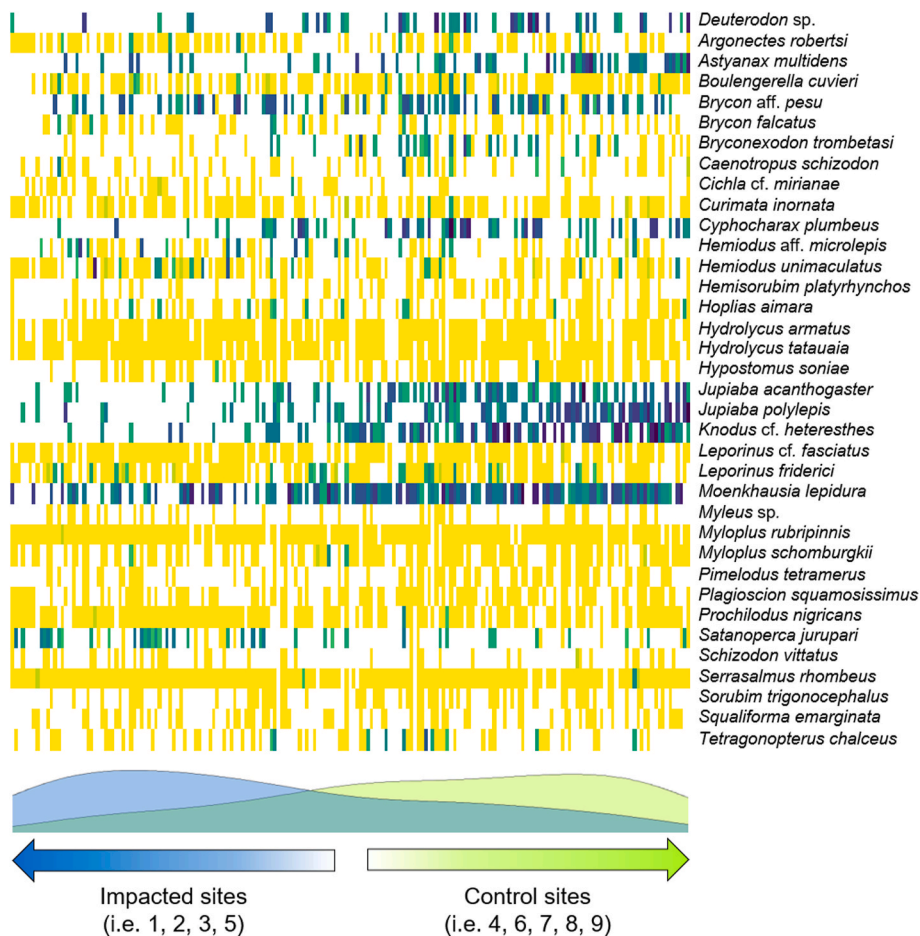 Deuterodon sp.
Argonectes robertsi
Astyanax multidens
Boulengerella cuvieri
Brycon aff. pesu
Brycon falcatus
Bryconexodon trombetasi
Caenotropus schizodon
Cichla cf. mirianae
Curimata inornata
Cyphocharax plumbeus
Hemiodus aff. microlepis
Hemiodus unimaculatus
Hemisorubim platyrhynchos
Hoplias aimara
Hydrolycus armatus
Hydrolycus tatauaia
Hypostomus soniae
Jupiaba acanthogaster
Jupiaba polylepis
Knodus cf. heteresthes
Leporinus cf. fasciatus
Leporinus friderici
Moenkhausia lepidura
Myleus sp.
Myloplus rubripinnis
Myloplus schomburgkii
Pimelodus tetramerus
Plagioscion squamosissimus
Prochilodus nigricans
Satanoperca jurupari
Schizodon vittatus
Serrasalmus rhombeus
Sorubim trigonocephalus
Squaliforma emarginata
Tetragonopterus chalceus
Impacted sites
(i.e. 1, 2, 3, 5)
Control sites
(i.e. 4, 6, 7, 8, 9)